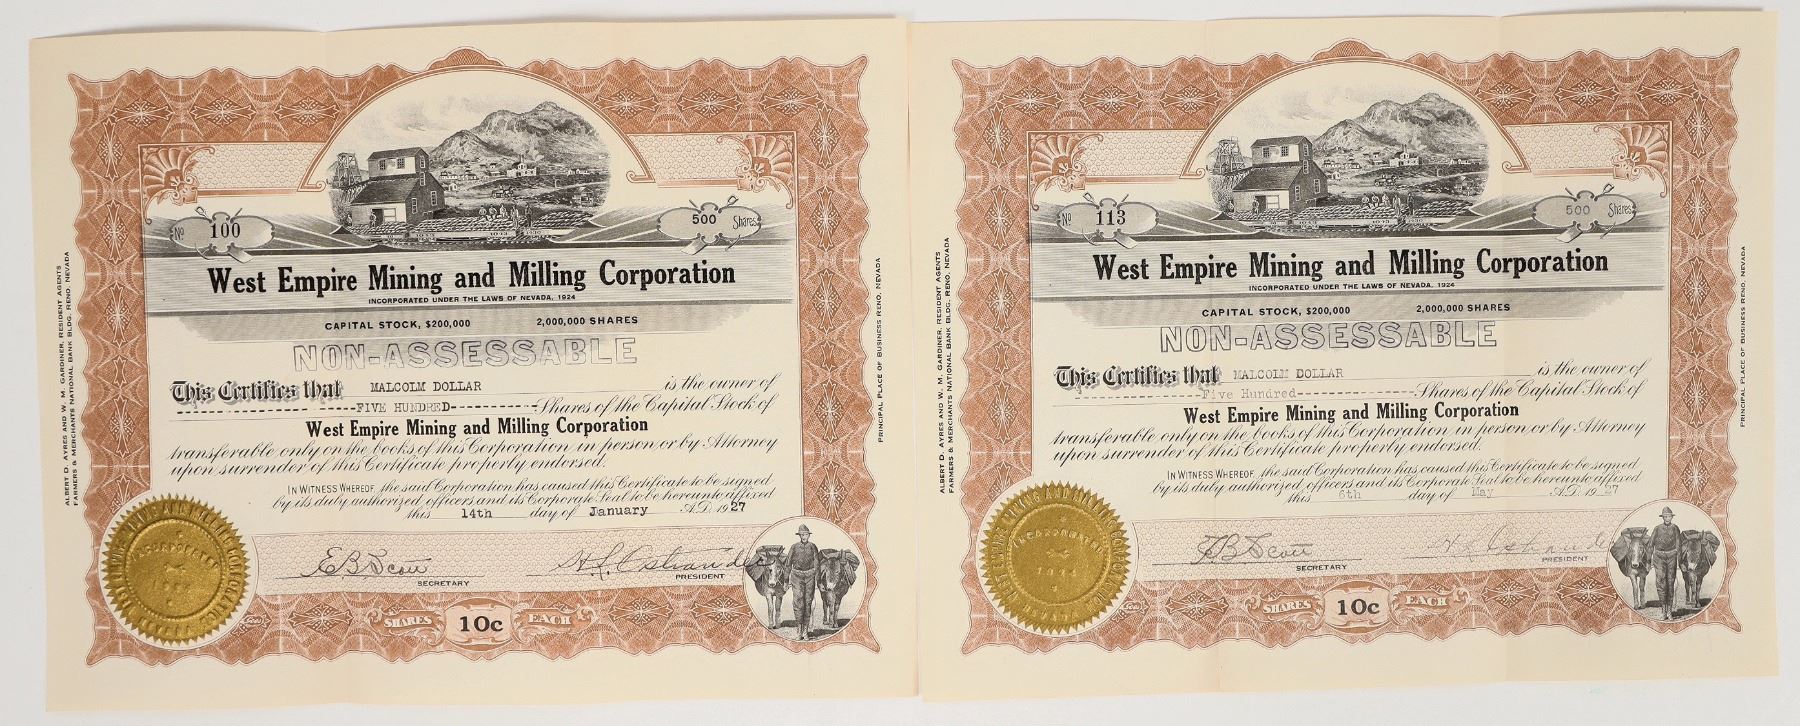 No 100
500 Shares
West Empire Mining and Milling Corporation
INCORPORATED UNDER THE LAWS OF NEVADA, 1924
CAPITAL STOCK, $200,000 2,000,000 SHARES
NON-ASSESSABLE
This Certifies that MALCOLM DOLLAR is the owner of
FIVE HUNDRED Shares of the Capital Stock of
West Empire Mining and Milling Corporation
transferable only on the books of this Corporation in person or by Attorney
upon surrender of this Certificate properly endorsed.
IN WITNESS WHEREOF, the said Corporation has caused this Certificate to be signed
by its duly authorized officers and its Corporate Seal to be hereunto affixed
this 14th day of January A.D. 1927
E B Scott
H L Ostrander
SECRETARY
PRESIDENT
SHARES 10c EACH
ALBERT D. AYRES AND W. M. GARDINER, RESIDENT AGENTS
FARMERS & MERCHANTS NATIONAL BANK BLDG. RENO, NEVADA
PRINCIPAL PLACE OF BUSINESS RENO, NEVADA
No 113
500 Shares
West Empire Mining and Milling Corporation
INCORPORATED UNDER THE LAWS OF NEVADA, 1924
CAPITAL STOCK, $200,000 2,000,000 SHARES
NON-ASSESSABLE
This Certifies that MALCOLM DOLLAR is the owner of
Five Hundred Shares of the Capital Stock of
West Empire Mining and Milling Corporation
transferable only on the books of this Corporation in person or by Attorney
upon surrender of this Certificate properly endorsed.
IN WITNESS WHEREOF, the said Corporation has caused this Certificate to be signed
by its duly authorized officers and its Corporate Seal to be hereunto affixed
this 6th day of May A.D. 1927
E B Scott
H L Ostrander
SECRETARY
PRESIDENT
SHARES 10c EACH
ALBERT D. AYRES AND W. M. GARDINER, RESIDENT AGENTS
FARMERS & MERCHANTS NATIONAL BANK BLDG. RENO, NEVADA
PRINCIPAL PLACE OF BUSINESS RENO, NEVADA